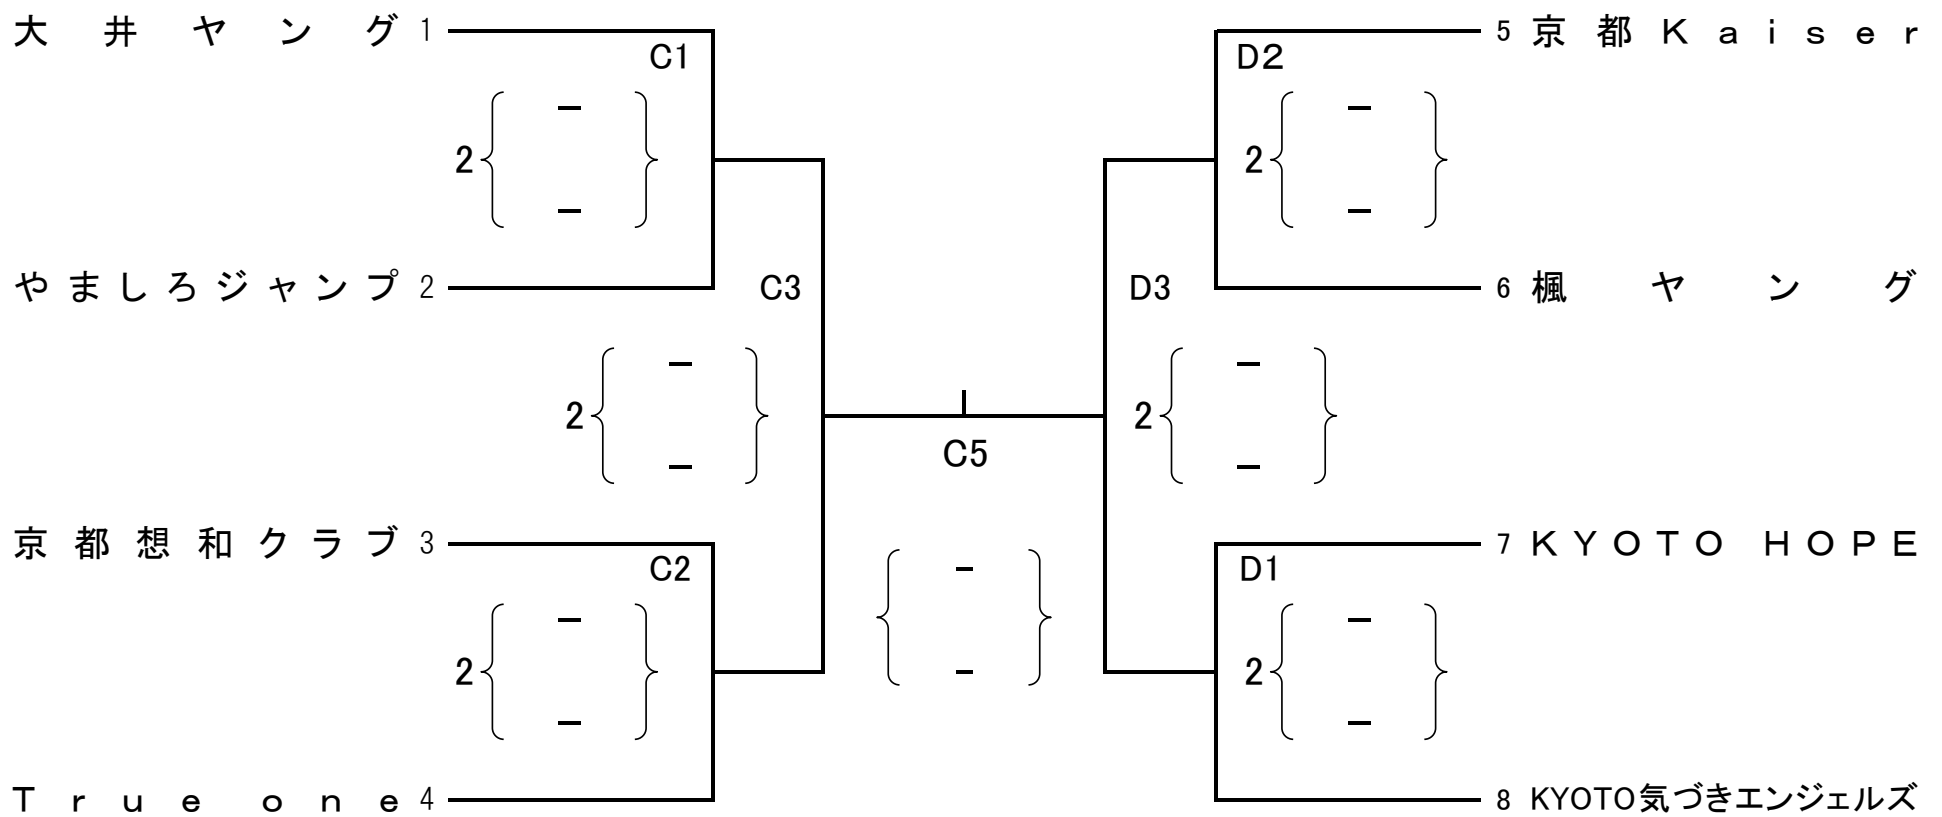 大井ヤング 1
C1
2 { － － }
やましろジャンプ 2
C3
2 { － － }
京都想和クラブ 3
C2
2 { － － }
True one 4
C5
{ － － }
5 京都Kaiser
D2
2 { － － }
6 楓ヤング
D3
2 { － － }
7 KYOTO HOPE
D1
2 { － － }
8 KYOTO気づきエンジェルズ